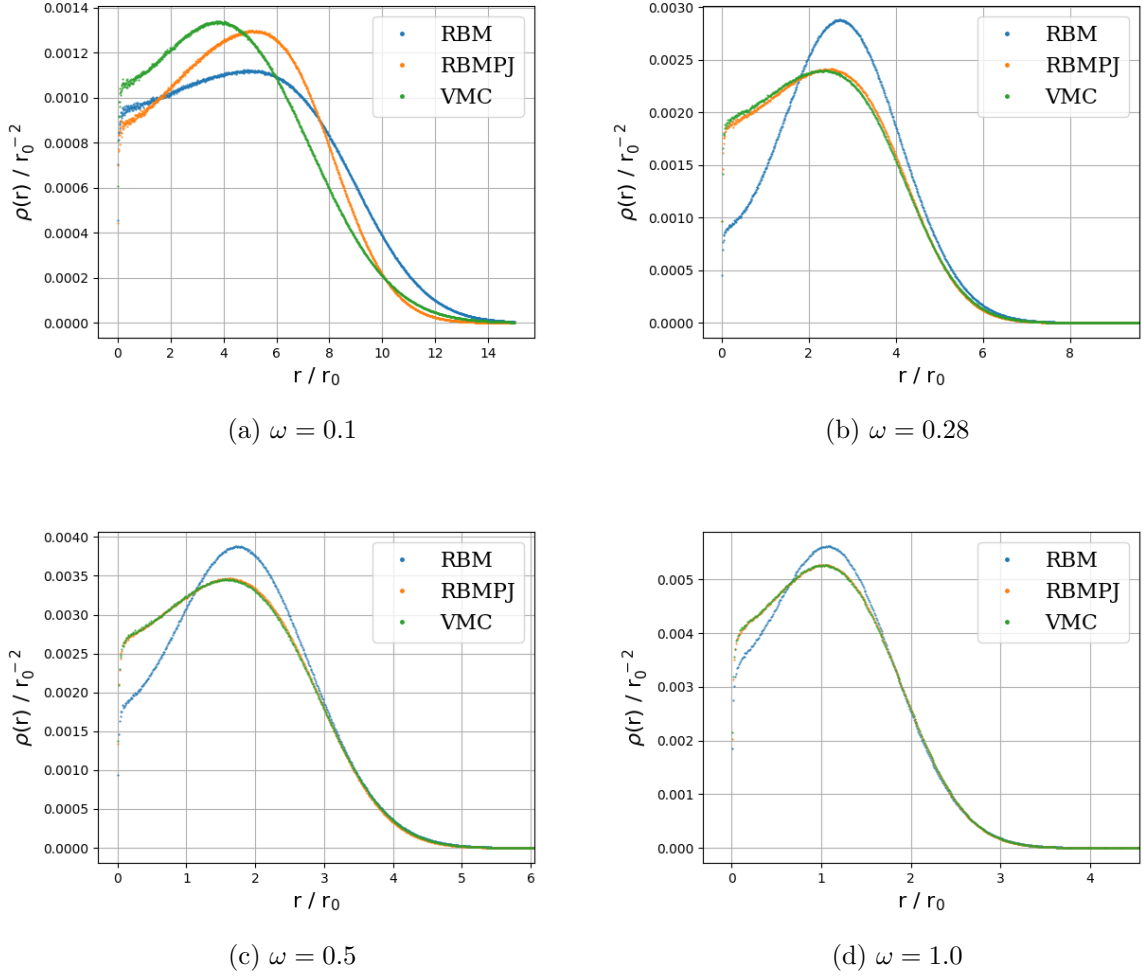 0.0014
0.0012
0.0010
0.0008
0.0006
0.0004
0.0002
0.0000
ρ(r) / r₀⁻²
RBM
RBMPJ
VMC
0 2 4 6 8 10 12 14
r / r₀
(a) ω = 0.1
0.0030
0.0025
0.0020
0.0015
0.0010
0.0005
0.0000
ρ(r) / r₀⁻²
RBM
RBMPJ
VMC
0 2 4 6 8
r / r₀
(b) ω = 0.28
0.0040
0.0035
0.0030
0.0025
0.0020
0.0015
0.0010
0.0005
0.0000
ρ(r) / r₀⁻²
RBM
RBMPJ
VMC
0 1 2 3 4 5 6
r / r₀
(c) ω = 0.5
0.005
0.004
0.003
0.002
0.001
0.000
ρ(r) / r₀⁻²
RBM
RBMPJ
VMC
0 1 2 3 4
r / r₀
(d) ω = 1.0